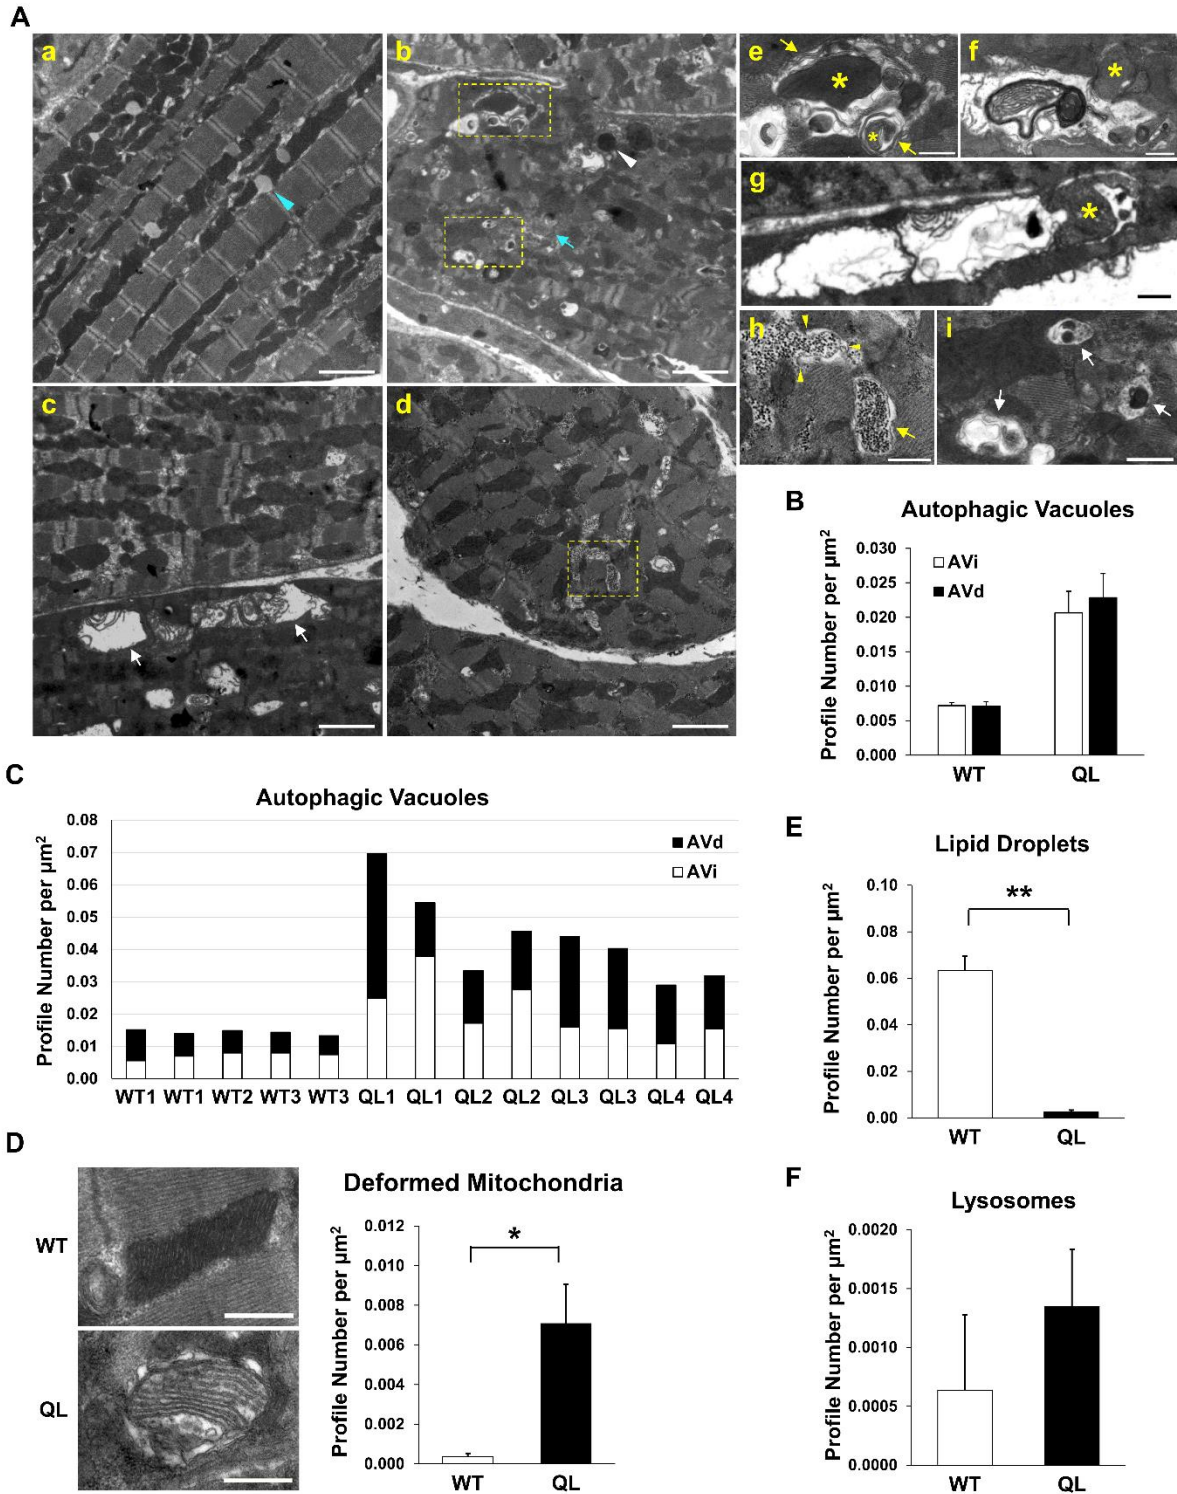 A
a
b
c
d
e
f
g
h
i
*
*
*
*
B
Autophagic Vacuoles
Profile Number per µm²
0.030
0.025
0.020
0.015
0.010
0.005
0.000
AVi
AVd
WT QL
C
Autophagic Vacuoles
Profile Number per µm²
0.08
0.07
0.06
0.05
0.04
0.03
0.02
0.01
0.00
AVd
AVi
WT1 WT1 WT2 WT3 WT3 QL1 QL1 QL2 QL2 QL3 QL3 QL4 QL4
D
WT
QL
Deformed Mitochondria
Profile Number per µm²
0.012
0.010
0.008
0.006
0.004
0.002
0.000
*
WT QL
E
Lipid Droplets
Profile Number per µm²
0.10
0.08
0.06
0.04
0.02
0.00
**
WT QL
F
Lysosomes
Profile Number per µm²
0.0020
0.0015
0.0010
0.0005
0.0000
WT QL